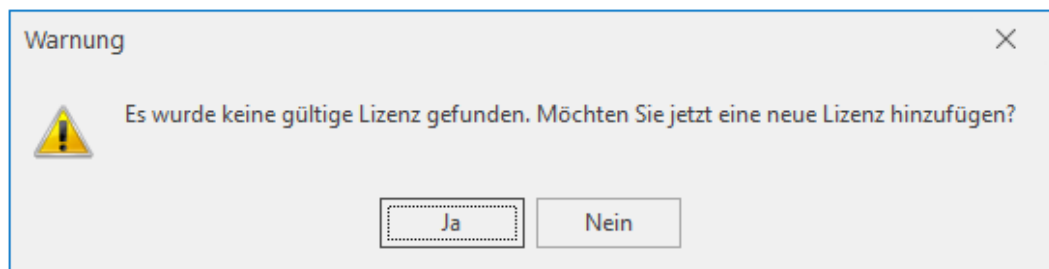 Warnung
Es wurde keine gültige Lizenz gefunden. Möchten Sie jetzt eine neue Lizenz hinzufügen?
Ja
Nein